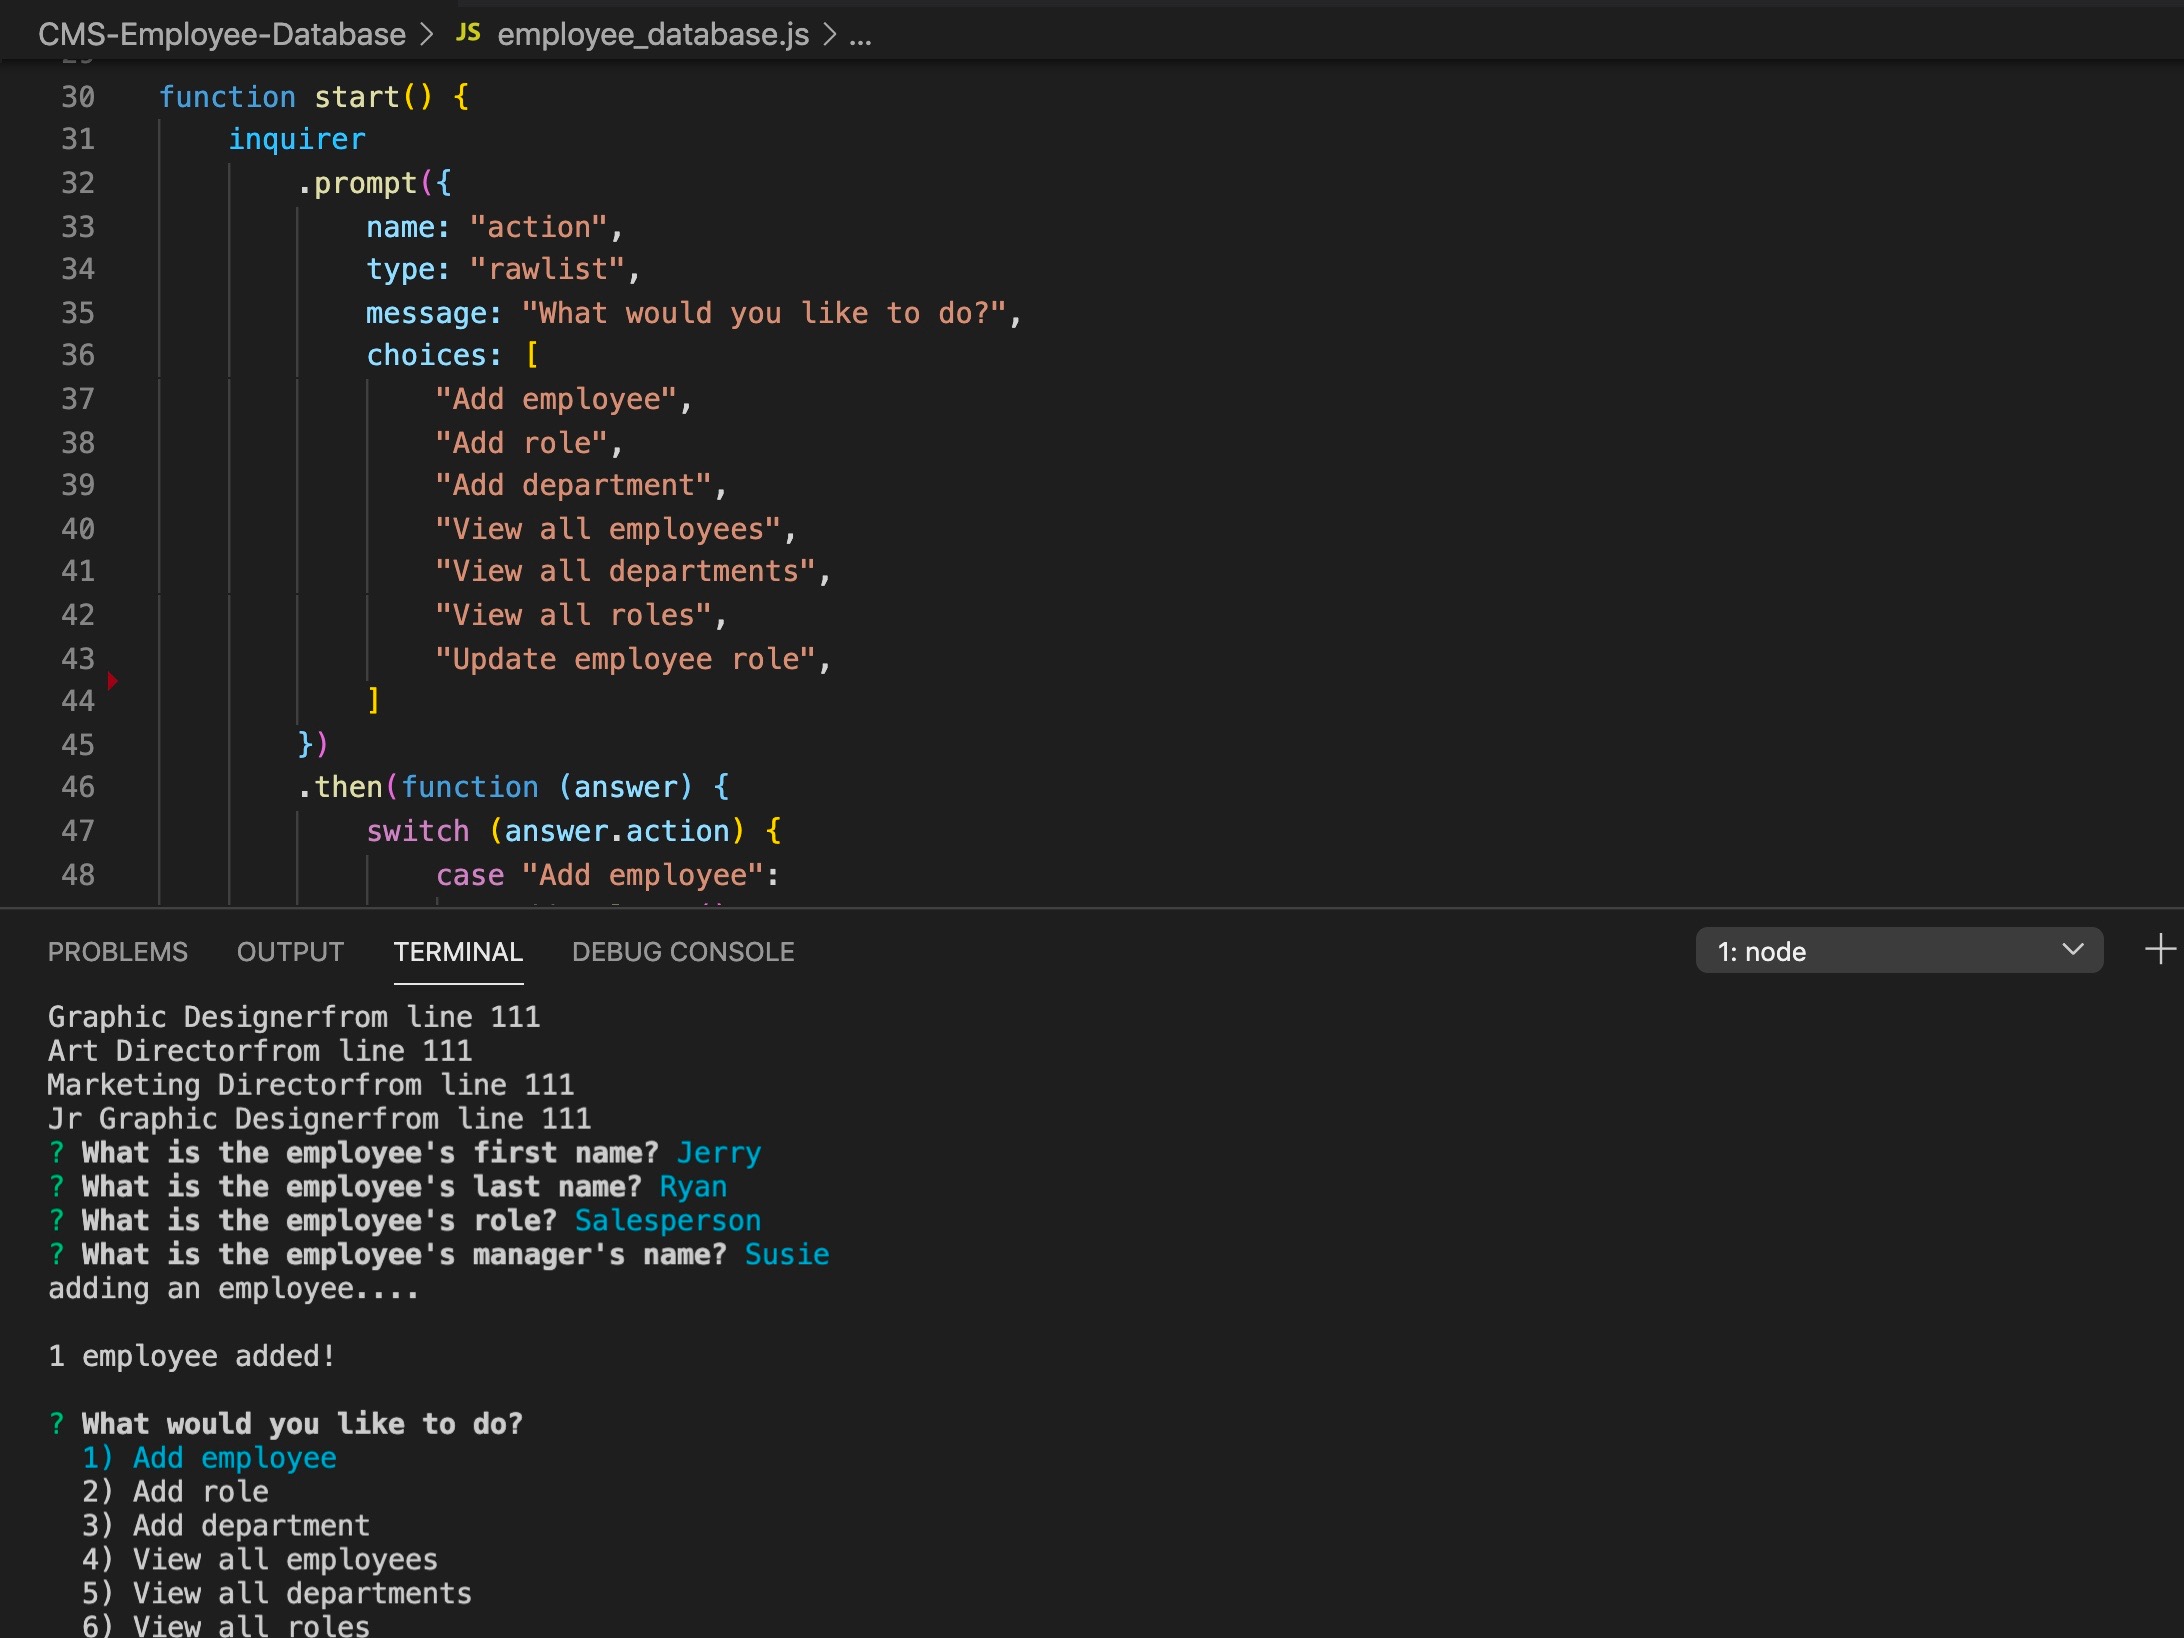 CMS-Employee-Database > JS employee_database.js > ...
30 function start() {
31 inquirer
32 .prompt({
33 name: "action",
34 type: "rawlist",
35 message: "What would you like to do?",
36 choices: [
37 "Add employee",
38 "Add role",
39 "Add department",
40 "View all employees",
41 "View all departments",
42 "View all roles",
43 "Update employee role",
44 ]
45 })
46 .then(function (answer) {
47 switch (answer.action) {
48 case "Add employee":
PROBLEMS OUTPUT TERMINAL DEBUG CONSOLE 1: node
Graphic Designerfrom line 111
Art Directorfrom line 111
Marketing Directorfrom line 111
Jr Graphic Designerfrom line 111
? What is the employee's first name? Jerry
? What is the employee's last name? Ryan
? What is the employee's role? Salesperson
? What is the employee's manager's name? Susie
adding an employee....
1 employee added!
? What would you like to do?
1) Add employee
2) Add role
3) Add department
4) View all employees
5) View all departments
6) View all roles